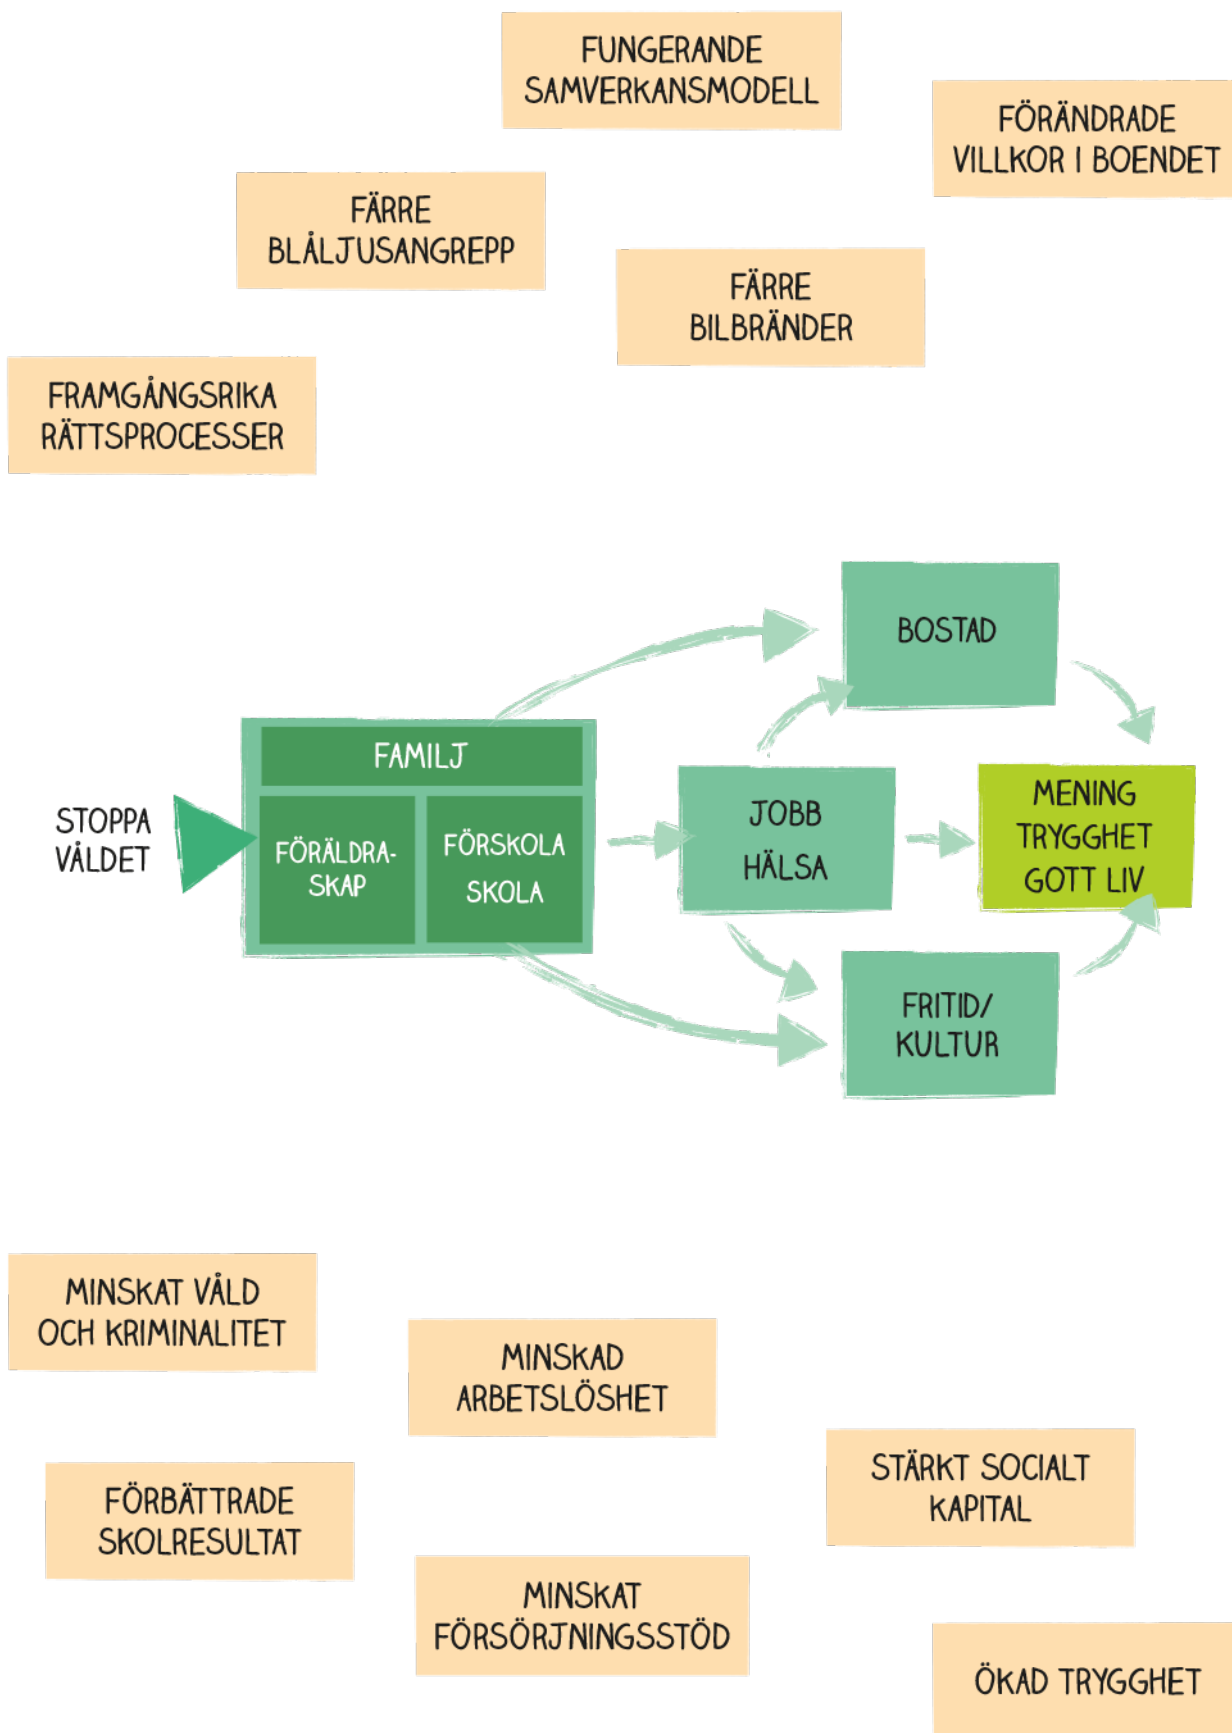 FUNGERANDE
SAMVERKANSMODELL
FÖRÄNDRADE
VILLKOR I BOENDET
FÄRRE
BLÅLJUSANGREPP
FÄRRE
BILBRÄNDER
FRAMGÅNGSRIKA
RÄTTSPROCESSER
STOPPA
VÅLDET
FAMILJ
FÖRÄLDRA-
SKAP
FÖRSKOLA
SKOLA
BOSTAD
JOBB
HÄLSA
MENING
TRYGGHET
GOTT LIV
FRITID/
KULTUR
MINSKAT VÅLD
OCH KRIMINALITET
MINSKAD
ARBETSLÖSHET
STÄRKT SOCIALT
KAPITAL
FÖRBÄTTRADE
SKOLRESULTAT
MINSKAT
FÖRSÖRJNINGSSTÖD
ÖKAD TRYGGHET